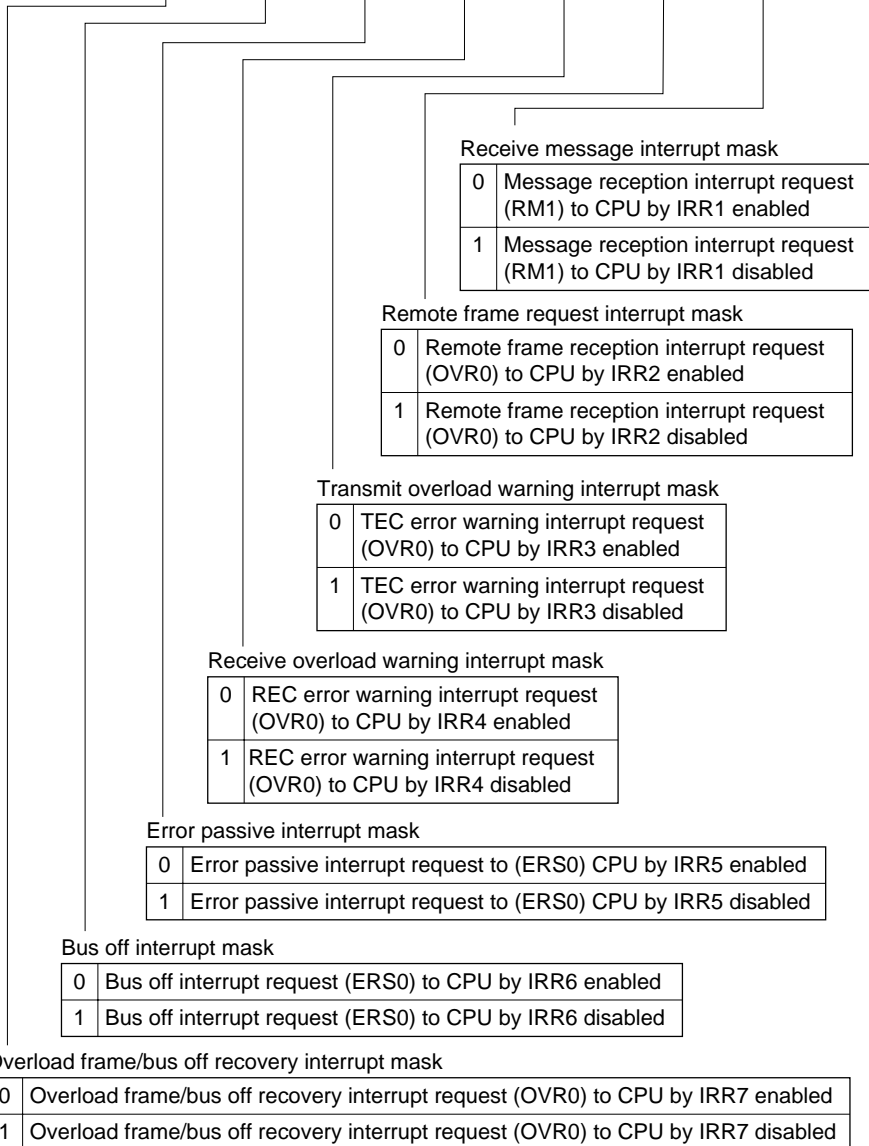 Receive message interrupt mask
0 Message reception interrupt request
(RM1) to CPU by IRR1 enabled
1 Message reception interrupt request
(RM1) to CPU by IRR1 disabled
Remote frame request interrupt mask
0 Remote frame reception interrupt request
(OVR0) to CPU by IRR2 enabled
1 Remote frame reception interrupt request
(OVR0) to CPU by IRR2 disabled
Transmit overload warning interrupt mask
0 TEC error warning interrupt request
(OVR0) to CPU by IRR3 enabled
1 TEC error warning interrupt request
(OVR0) to CPU by IRR3 disabled
Receive overload warning interrupt mask
0 REC error warning interrupt request
(OVR0) to CPU by IRR4 enabled
1 REC error warning interrupt request
(OVR0) to CPU by IRR4 disabled
Error passive interrupt mask
0 Error passive interrupt request to (ERS0) CPU by IRR5 enabled
1 Error passive interrupt request to (ERS0) CPU by IRR5 disabled
Bus off interrupt mask
0 Bus off interrupt request (ERS0) to CPU by IRR6 enabled
1 Bus off interrupt request (ERS0) to CPU by IRR6 disabled
Overload frame/bus off recovery interrupt mask
0 Overload frame/bus off recovery interrupt request (OVR0) to CPU by IRR7 enabled
1 Overload frame/bus off recovery interrupt request (OVR0) to CPU by IRR7 disabled